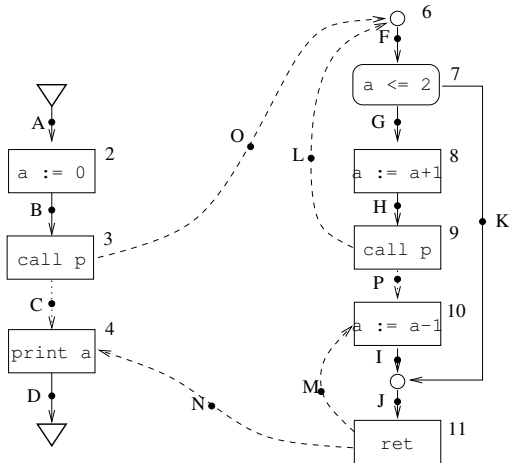 6
F
7
a <= 2
A
G
O
2
8
L
a := 0
a := a+1
B
H
K
3
9
call p
call p
C
P
4
10
print a
a := a-1
I
D
M
J
N
11
ret